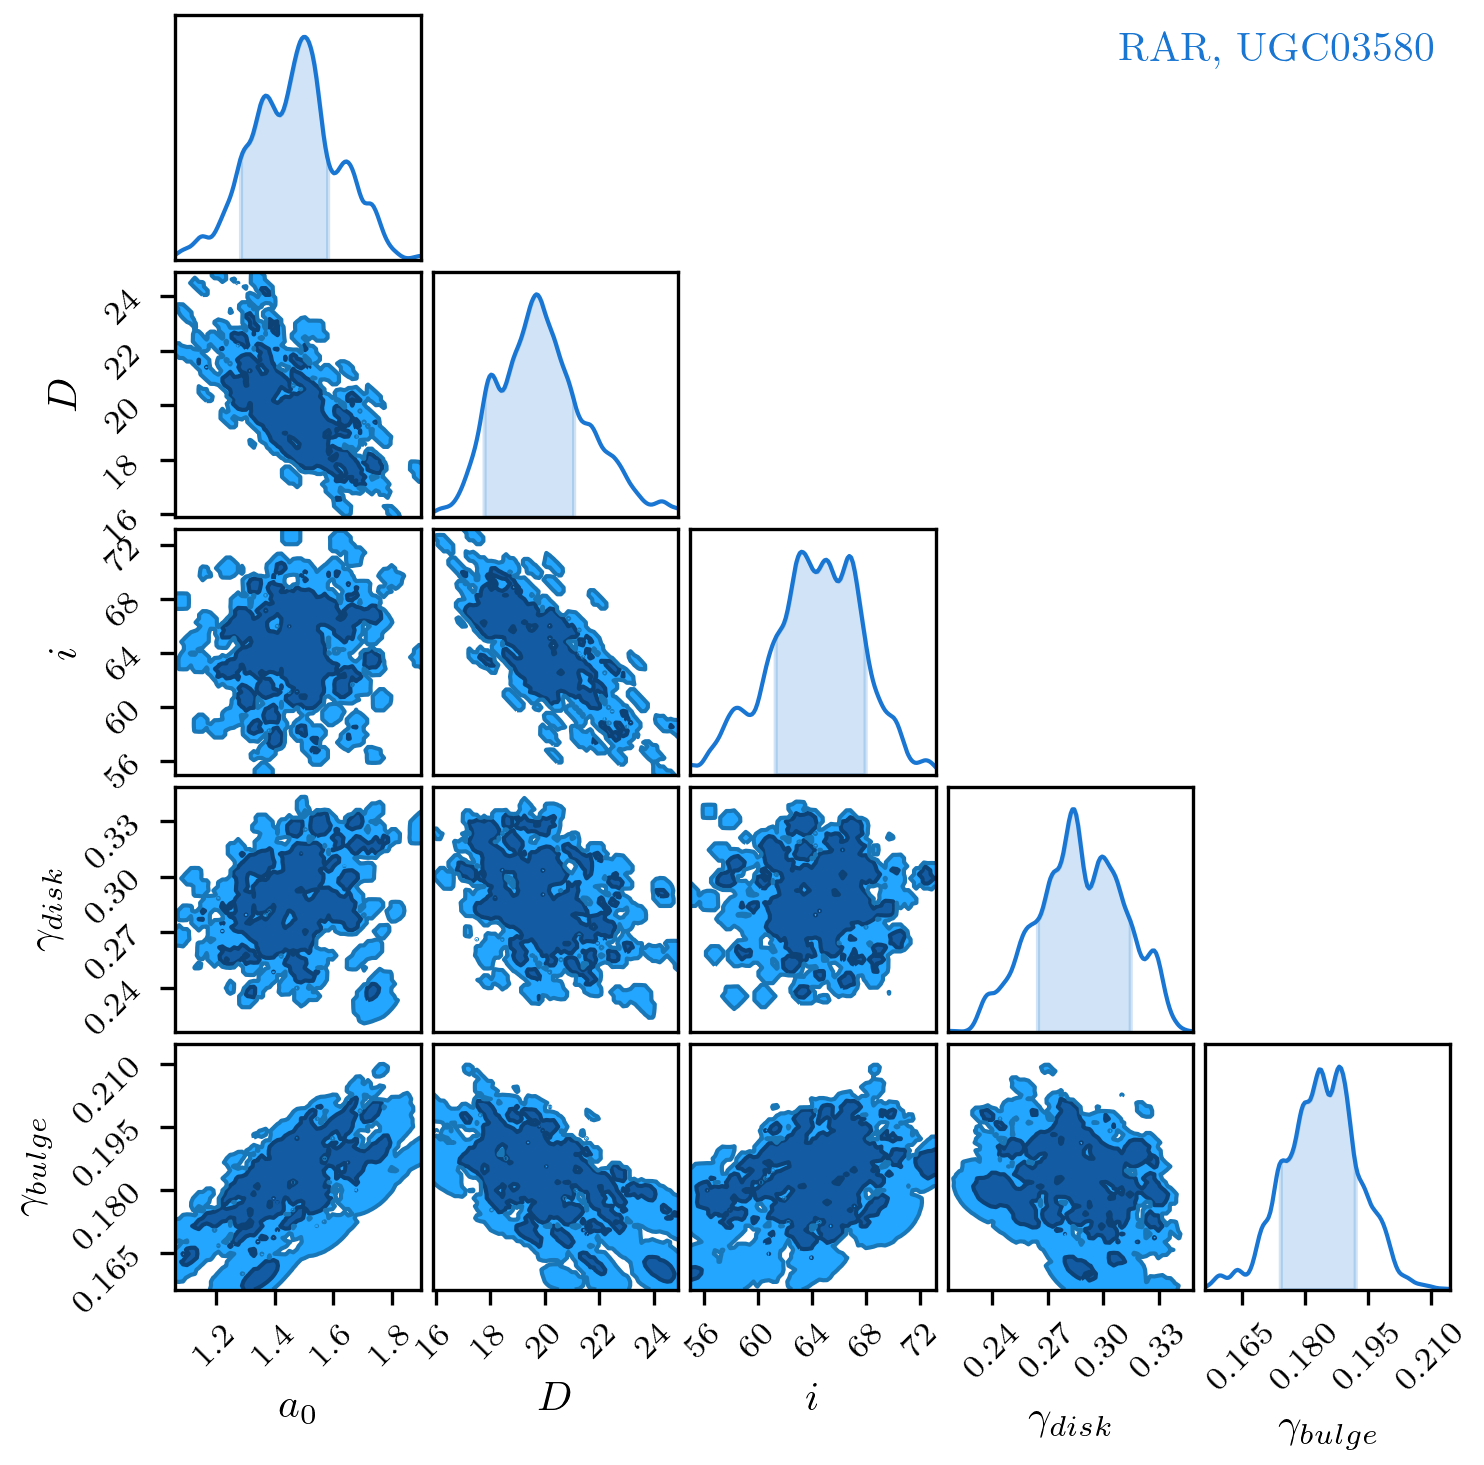 RAR, UGC03580
24
22
20
18
16
D
72
68
64
60
56
i
0.33
0.30
0.27
0.24
γdisk
0.210
0.195
0.180
0.165
γbulge
1.2 1.4 1.6 1.8 16 18 20 22 24 56 60 64 68 72 0.24 0.27 0.30 0.33 0.165 0.180 0.195 0.210
a0 D i γdisk γbulge